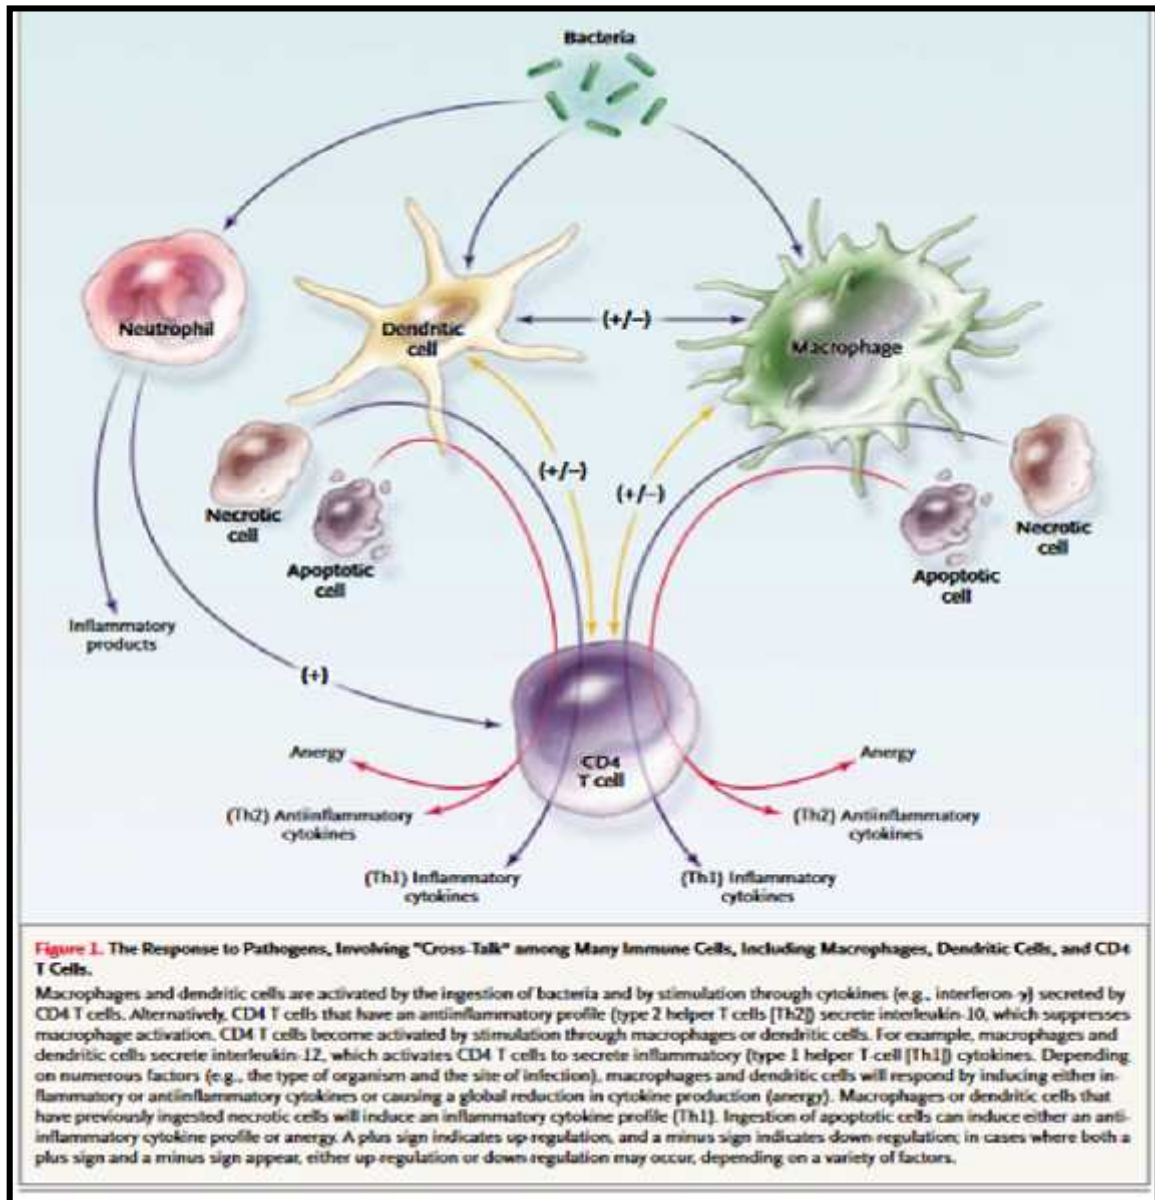 Bacteria
Neutrophil
Dendritic
cell
(+/–)
Macrophage
Necrotic
cell
Apoptotic
cell
(+/–)
(+/–)
Apoptotic
cell
Necrotic
cell
Inflammatory
products
(+)
CD4
T cell
Anergy
(Th2) Antiinflammatory
cytokines
(Th1) Inflammatory
cytokines
(Th1) Inflammatory
cytokines
(Th2) Antiinflammatory
cytokines
Anergy
Figure 1. The Response to Pathogens, Involving "Cross-Talk" among Many Immune Cells, Including Macrophages, Dendritic Cells, and CD4
T Cells.
Macrophages and dendritic cells are activated by the ingestion of bacteria and by stimulation through cytokines (e.g., interferon-γ) secreted by
CD4 T cells. Alternatively, CD4 T cells that have an antiinflammatory profile (type 2 helper T cells [Th2]) secrete interleukin-10, which suppresses
macrophage activation. CD4 T cells become activated by stimulation through macrophages or dendritic cells. For example, macrophages and
dendritic cells secrete interleukin-12, which activates CD4 T cells to secrete inflammatory (type 1 helper T-cell [Th1]) cytokines. Depending
on numerous factors (e.g., the type of organism and the site of infection), macrophages and dendritic cells will respond by inducing either in-
flammatory or antiinflammatory cytokines or causing a global reduction in cytokine production (anergy). Macrophages or dendritic cells that
have previously ingested necrotic cells will induce an inflammatory cytokine profile (Th1). Ingestion of apoptotic cells can induce either an anti-
inflammatory cytokine profile or anergy. A plus sign indicates up-regulation, and a minus sign indicates down-regulation; in cases where both a
plus sign and a minus sign appear, either up-regulation or down-regulation may occur, depending on a variety of factors.